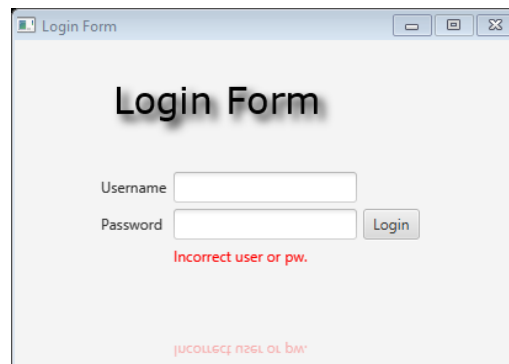 Login Form
Login Form
Username
Password Login
Incorrect user or pw.
Incorrect user or pw.